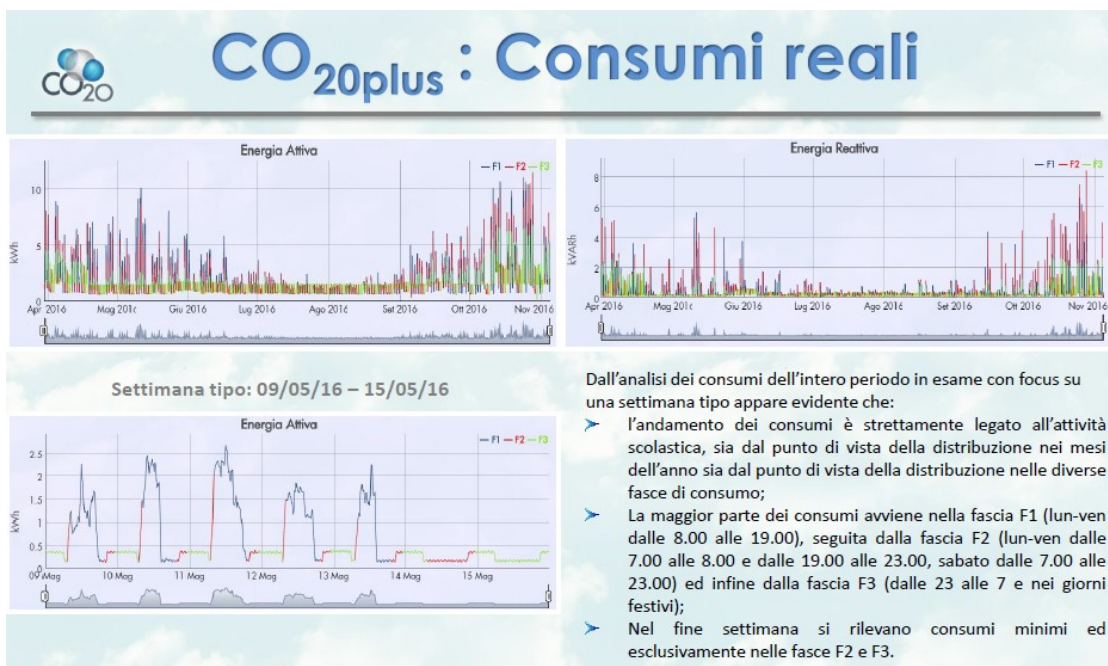 CO20
CO20plus : Consumi reali
Energia Attiva
F1 F2 F3
kWh
10
5
0
Apr 2016 Mag 2016 Giu 2016 Lug 2016 Ago 2016 Set 2016 Ott 2016 Nov 2016
Energia Reattiva
F1 F2 F3
kVARh
8
6
4
2
0
Apr 2016 Mag 2016 Giu 2016 Lug 2016 Ago 2016 Set 2016 Ott 2016 Nov 2016
Settimana tipo: 09/05/16 – 15/05/16
Energia Attiva
F1 F2 F3
kWh
2.5
2
1.5
1
0.5
0
09 Mag 10 Mag 11 Mag 12 Mag 13 Mag 14 Mag 15 Mag
Dall'analisi dei consumi dell'intero periodo in esame con focus su
una settimana tipo appare evidente che:
l'andamento dei consumi è strettamente legato all'attività
scolastica, sia dal punto di vista della distribuzione nei mesi
dell'anno sia dal punto di vista della distribuzione nelle diverse
fasce di consumo;
La maggior parte dei consumi avviene nella fascia F1 (lun-ven
dalle 8.00 alle 19.00), seguita dalla fascia F2 (lun-ven dalle
7.00 alle 8.00 e dalle 19.00 alle 23.00, sabato dalle 7.00 alle
23.00) ed infine dalla fascia F3 (dalle 23 alle 7 e nei giorni
festivi);
Nel fine settimana si rilevano consumi minimi ed
esclusivamente nelle fasce F2 e F3.